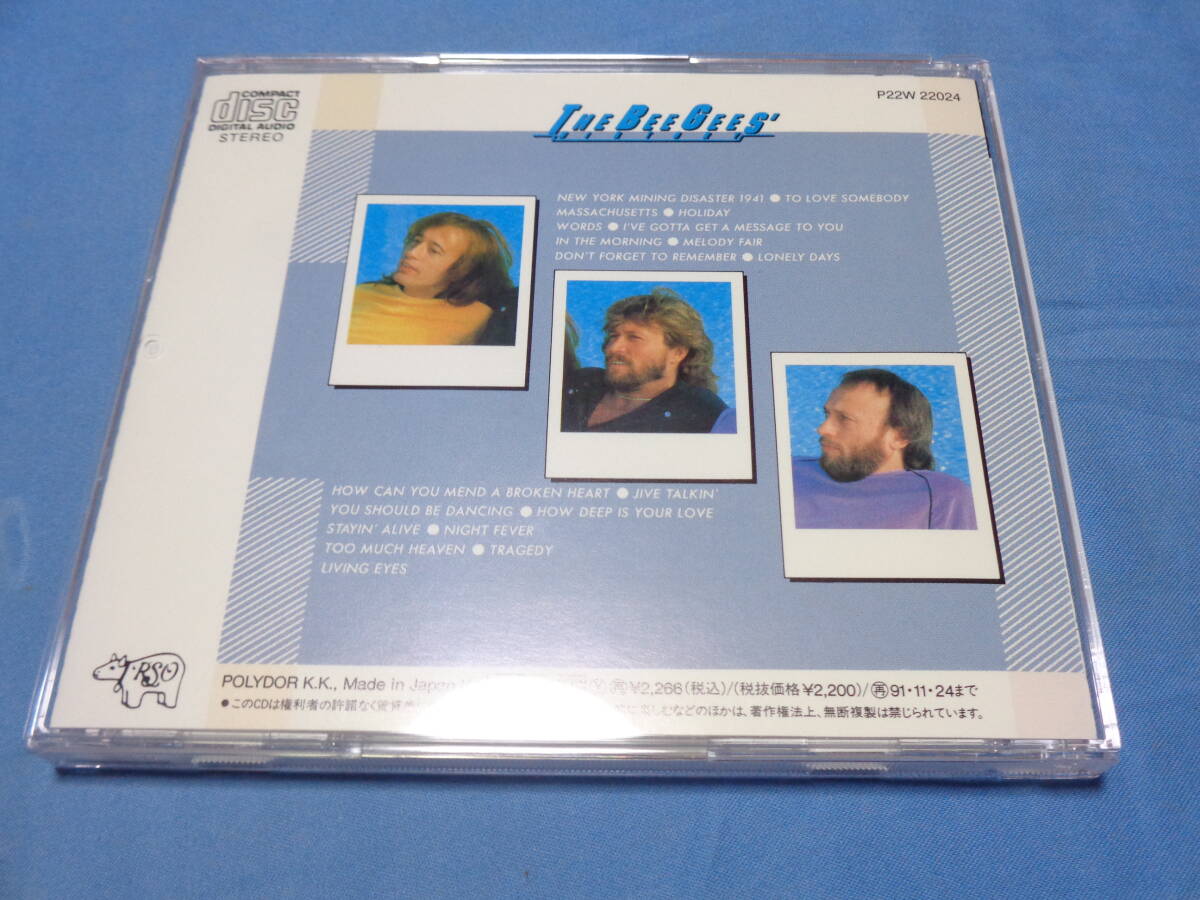 COMPACT
disc
DIGITAL AUDIO
STEREO
P22W 22024
THE BEE GEES'
HISTORY
NEW YORK MINING DISASTER 1941 ● TO LOVE SOMEBODY
MASSACHUSETTS ● HOLIDAY
WORDS ● I'VE GOTTA GET A MESSAGE TO YOU
IN THE MORNING ● MELODY FAIR
DON'T FORGET TO REMEMBER ● LONELY DAYS
HOW CAN YOU MEND A BROKEN HEART ● JIVE TALKIN'
YOU SHOULD BE DANCING ● HOW DEEP IS YOUR LOVE
STAYIN' ALIVE ● NIGHT FEVER
TOO MUCH HEAVEN ● TRAGEDY
LIVING EYES
RSO
POLYDOR K.K., Made in Japan ¥2,266(税込)/(税抜価格¥2,200)/再91・11・24まで
●このCDは権利者の許諾なく などのほかは、著作権法上、無断複製は禁じられています。